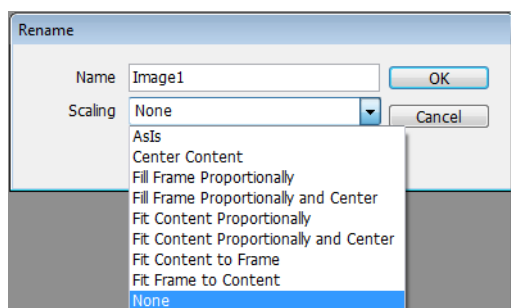 Rename
Name Image1 OK
Scaling None Cancel
AsIs
Center Content
Fill Frame Proportionally
Fill Frame Proportionally and Center
Fit Content Proportionally
Fit Content Proportionally and Center
Fit Content to Frame
Fit Frame to Content
None